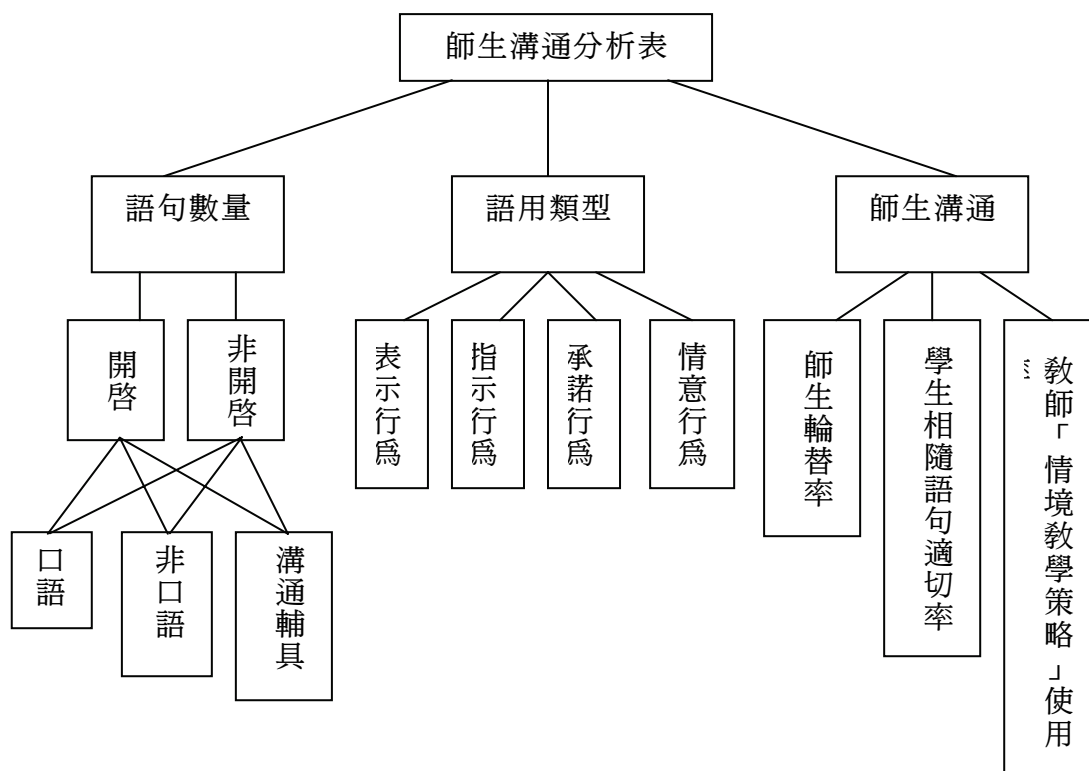 師生溝通分析表
語句數量
語用類型
師生溝通
開啓
非開啓
表示行爲
指示行爲
承諾行爲
情意行爲
師生輪替率
學生相隨語句適切率
教師「情境教學策略」使用
率
口語
非口語
溝通輔具